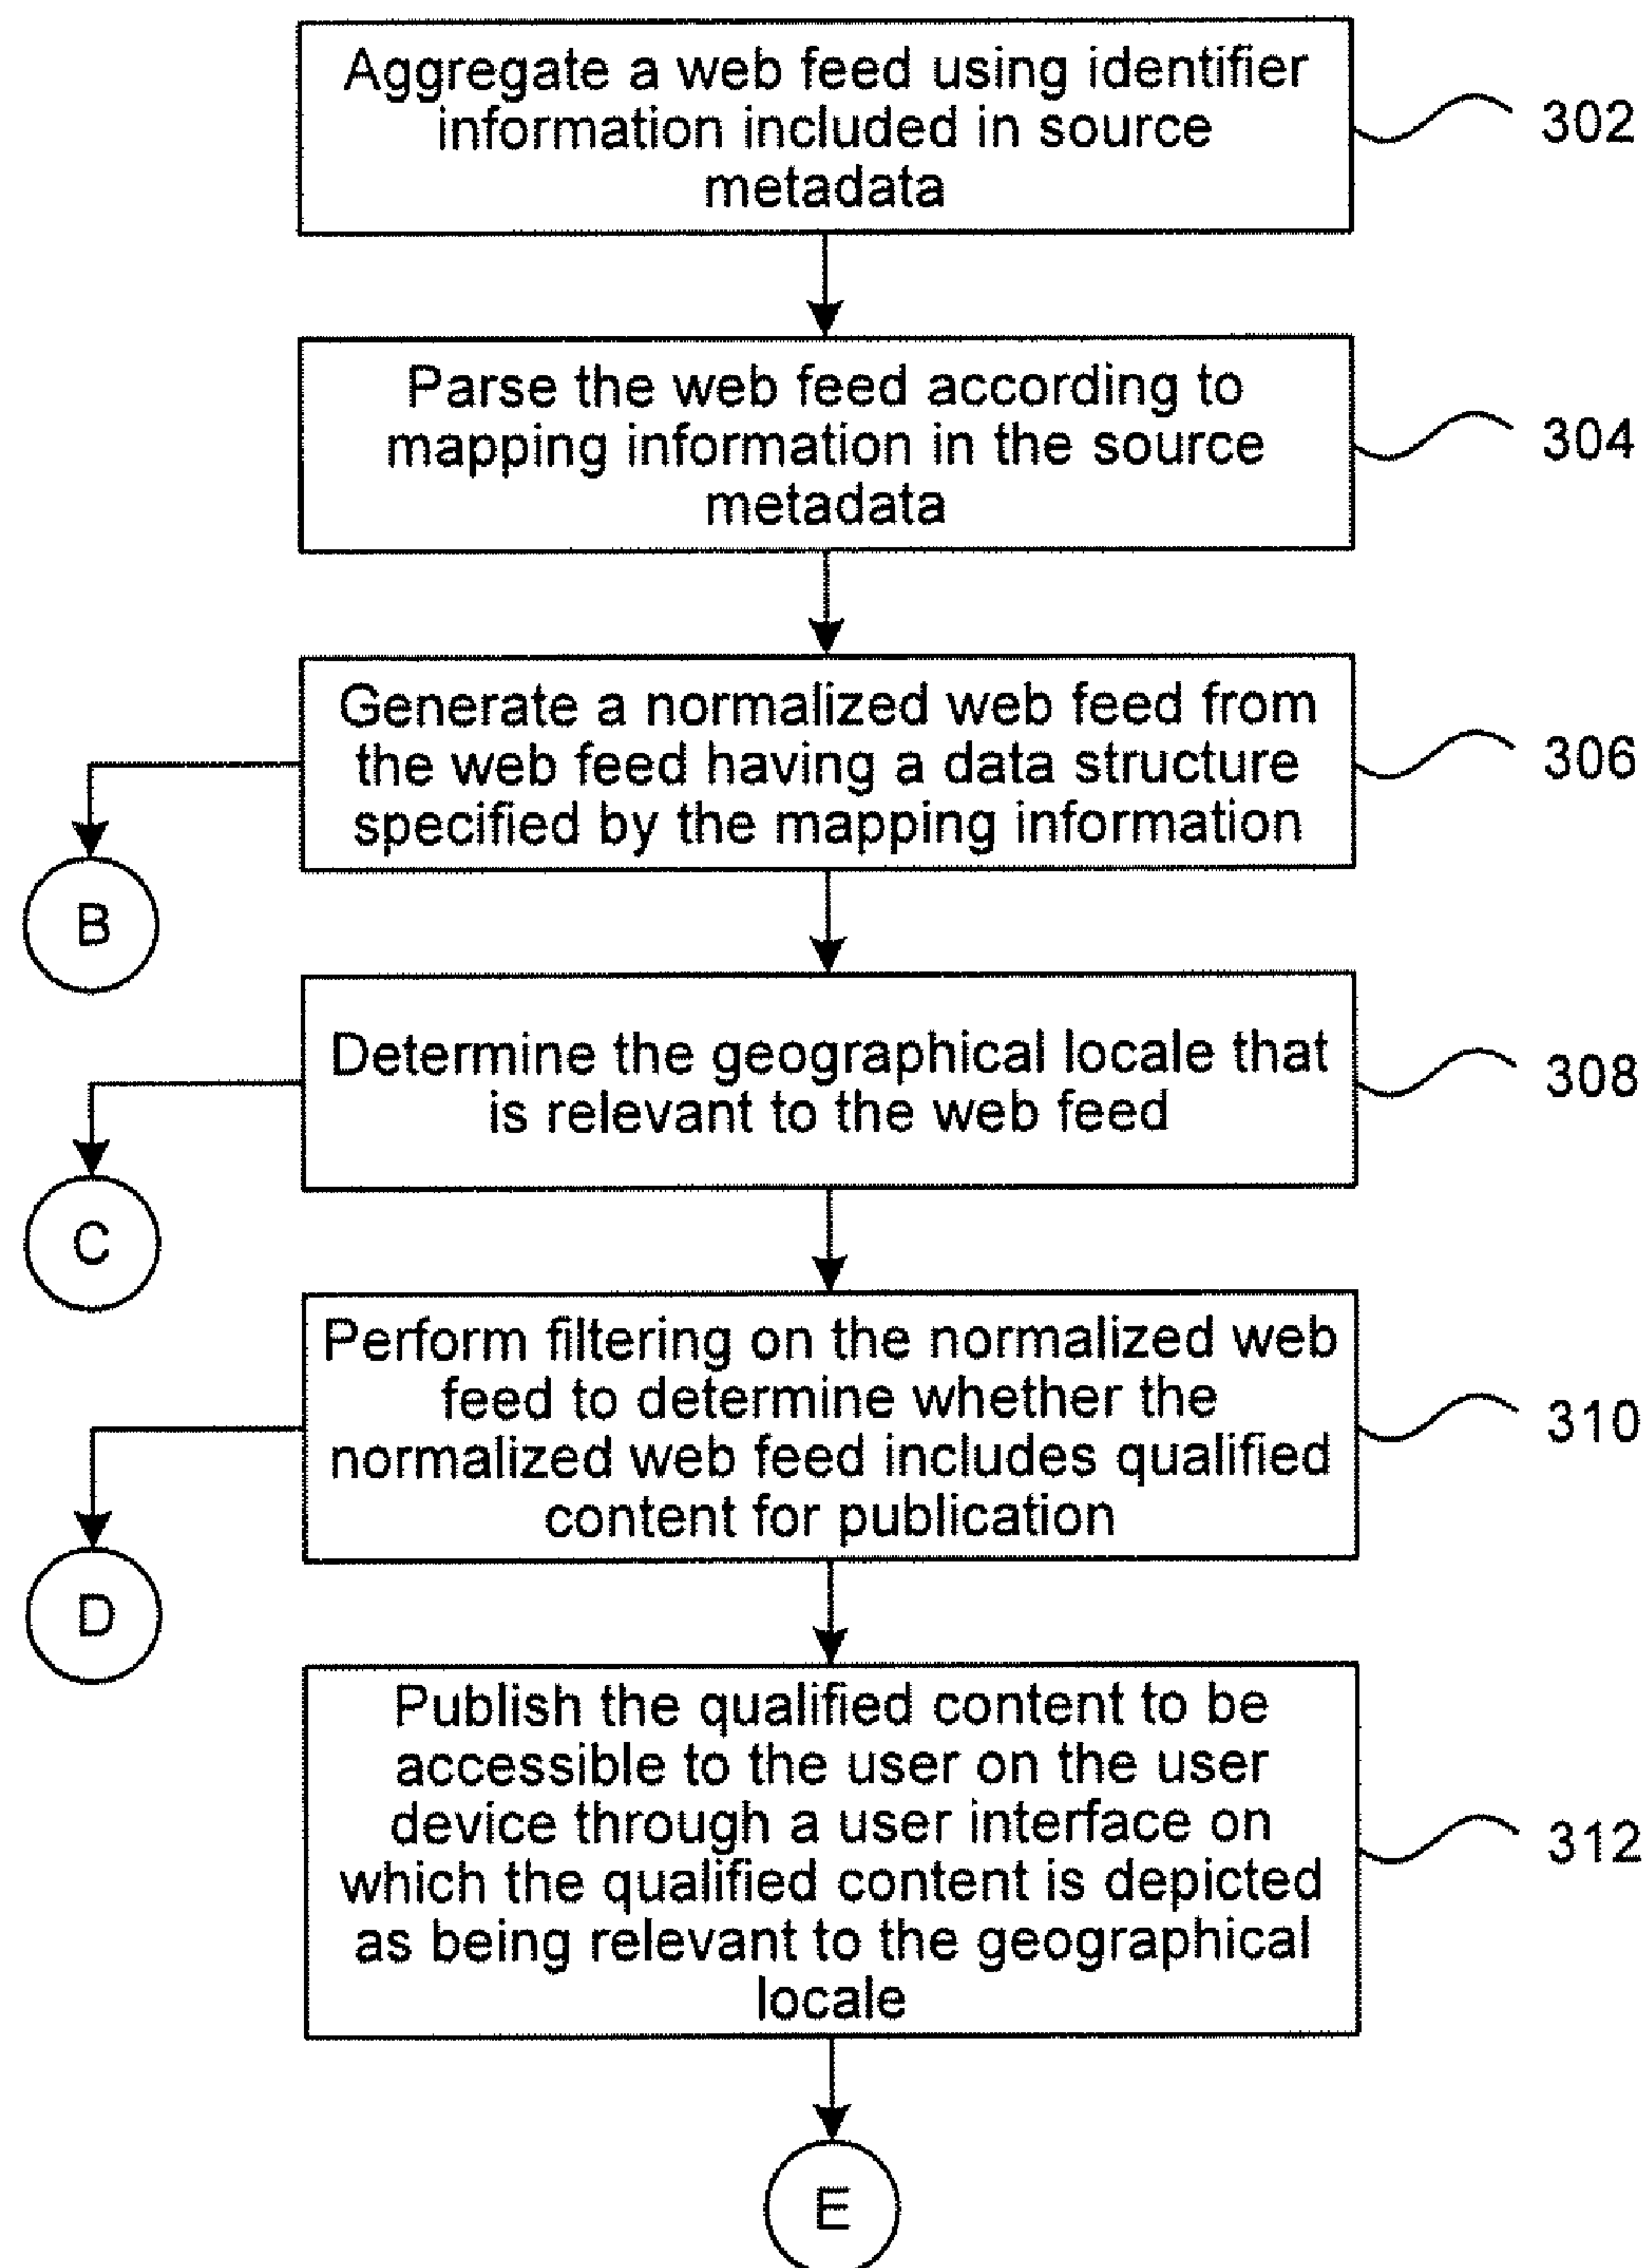 Aggregate a web feed using identifier
information included in source
metadata
302
Parse the web feed according to
mapping information in the source
metadata
304
Generate a normalized web feed from
the web feed having a data structure
specified by the mapping information
306
B
Determine the geographical locale that
is relevant to the web feed
308
C
Perform filtering on the normalized web
feed to determine whether the
normalized web feed includes qualified
content for publication
310
D
Publish the qualified content to be
accessible to the user on the user
device through a user interface on
which the qualified content is depicted
as being relevant to the geographical
locale
312
E